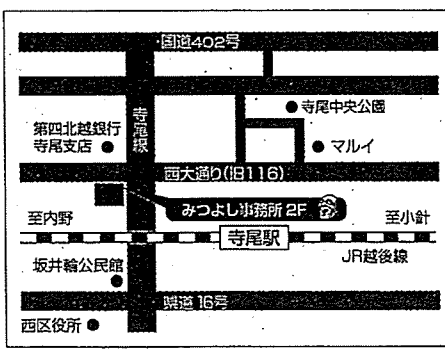 国道402号
寺尾中央公園
寺尾線
第四北越銀行
寺尾支店
マルイ
西大通り(旧116)
みつよし事務所 2F
至内野
至小針
寺尾駅
JR越後線
坂井輪公民館
県道16号
西区役所